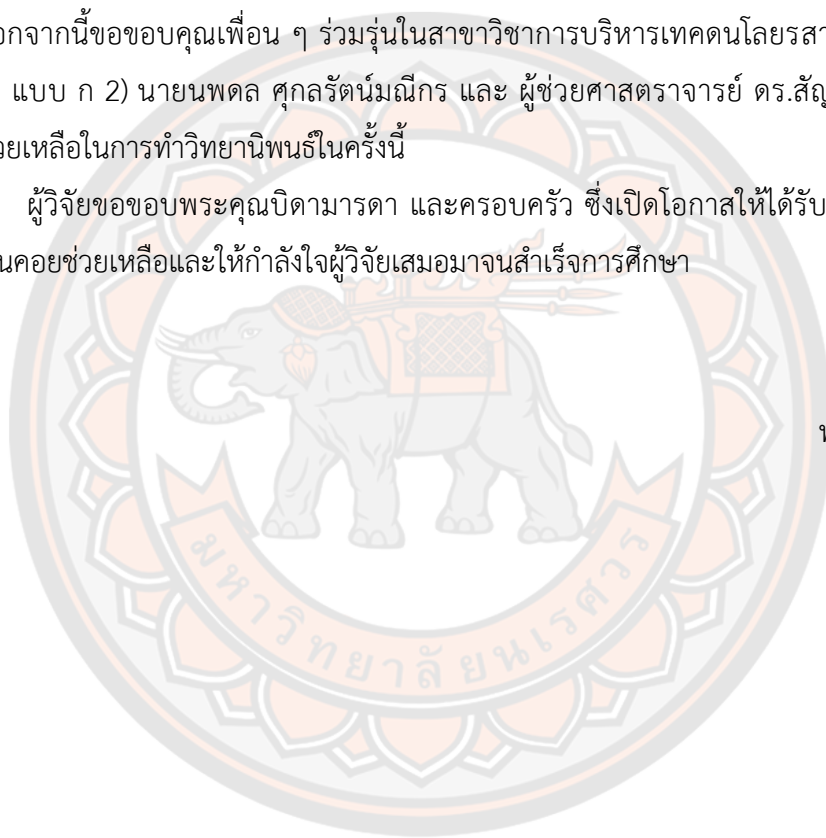 อกจากนี้ขอขอบคุณเพื่อน ๆ ร่วมรุ่นในสาขาวิชาการบริหารเทคดนโลยรสา
แบบ ก 2) นายนพดล ศุกลรัตน์มณีกร และ ผู้ช่วยศาสตราจารย์ ดร.สัญ
วยเหลือในการทำวิทยานิพนธ์ในครั้งนี้
ผู้วิจัยขอขอบพระคุณบิดามารดา และครอบครัว ซึ่งเปิดโอกาสให้ได้รับ
นคอยช่วยเหลือและให้กำลังใจผู้วิจัยเสมอมาจนสำเร็จการศึกษา
มหาวิทยาลัยนเรศวร